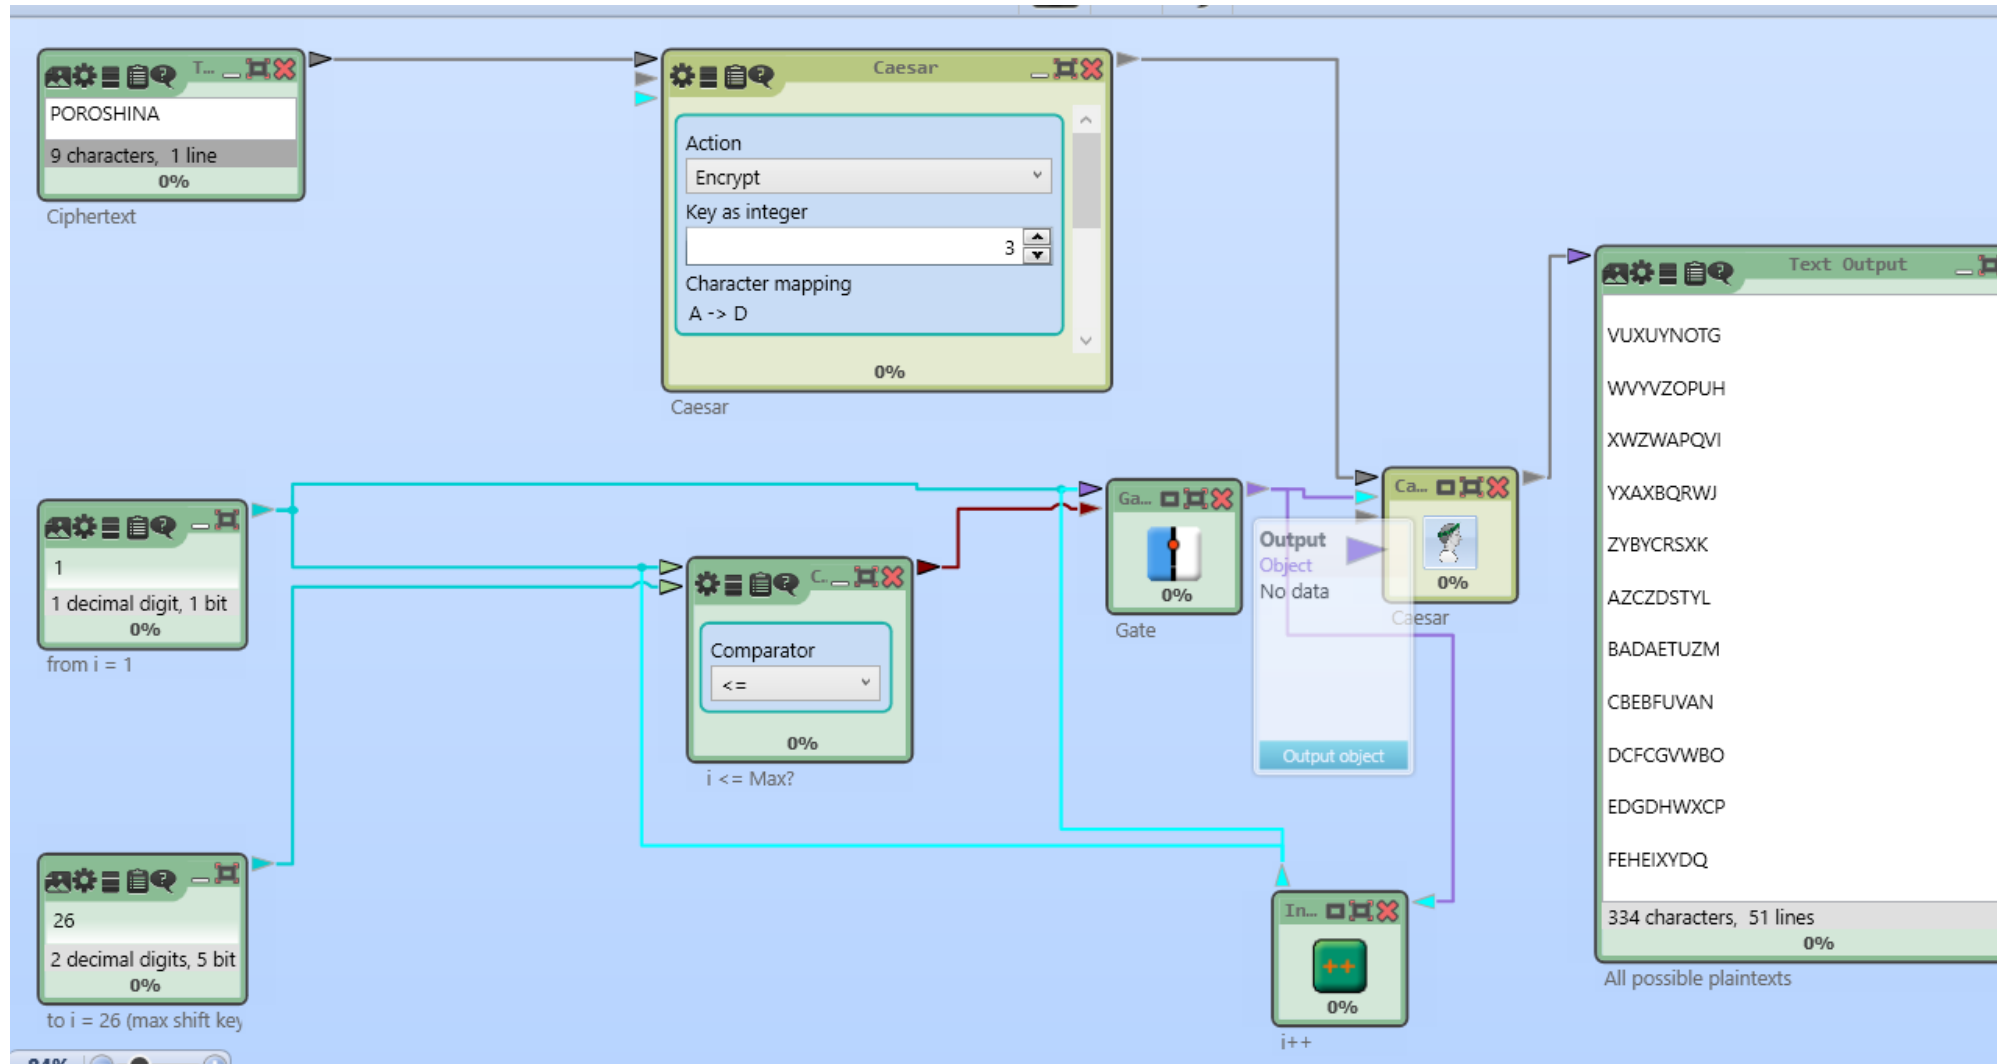 T...
POROSHINA
9 characters, 1 line
0%
Ciphertext
Caesar
Action
Encrypt
Key as integer
3
Character mapping
A -> D
0%
Caesar
Text Output
VUXUYNOTG
WVYVZOPUH
XWZWAPQVI
YXAXBQRWJ
ZYBYCRSXK
AZCZDSTYL
BADAETUZM
CBEBFUVAN
DCFCGVWBO
EDGDHWXCP
FEHEIXYDQ
334 characters, 51 lines
0%
All possible plaintexts
1
1 decimal digit, 1 bit
0%
from i = 1
C...
Comparator
<=
0%
i <= Max?
Ga...
0%
Gate
Output
Object
No data
Output object
Ca...
0%
Caesar
26
2 decimal digits, 5 bit
0%
to i = 26 (max shift key
In...
++
0%
i++